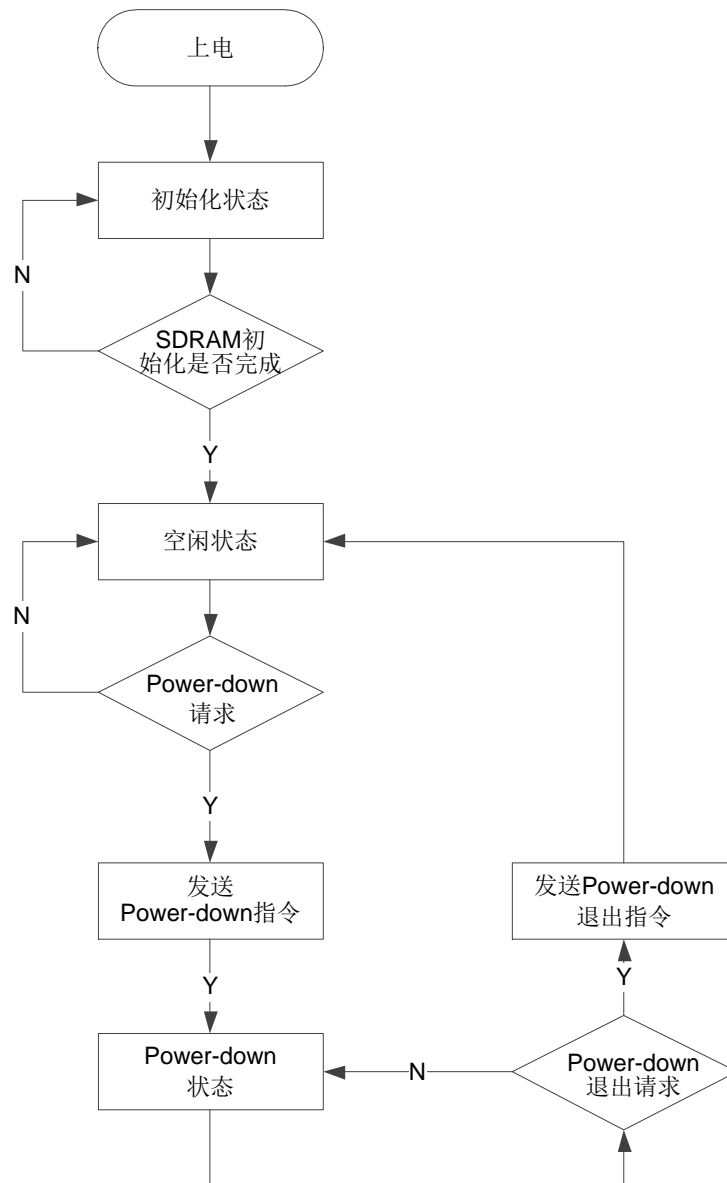 上电
初始化状态
N
SDRAM初
始化是否完成
Y
空闲状态
N
Power-down
请求
Y
发送
Power-down指令
发送Power-down
退出指令
Y
Y
Power-down
状态
N
Power-down
退出请求